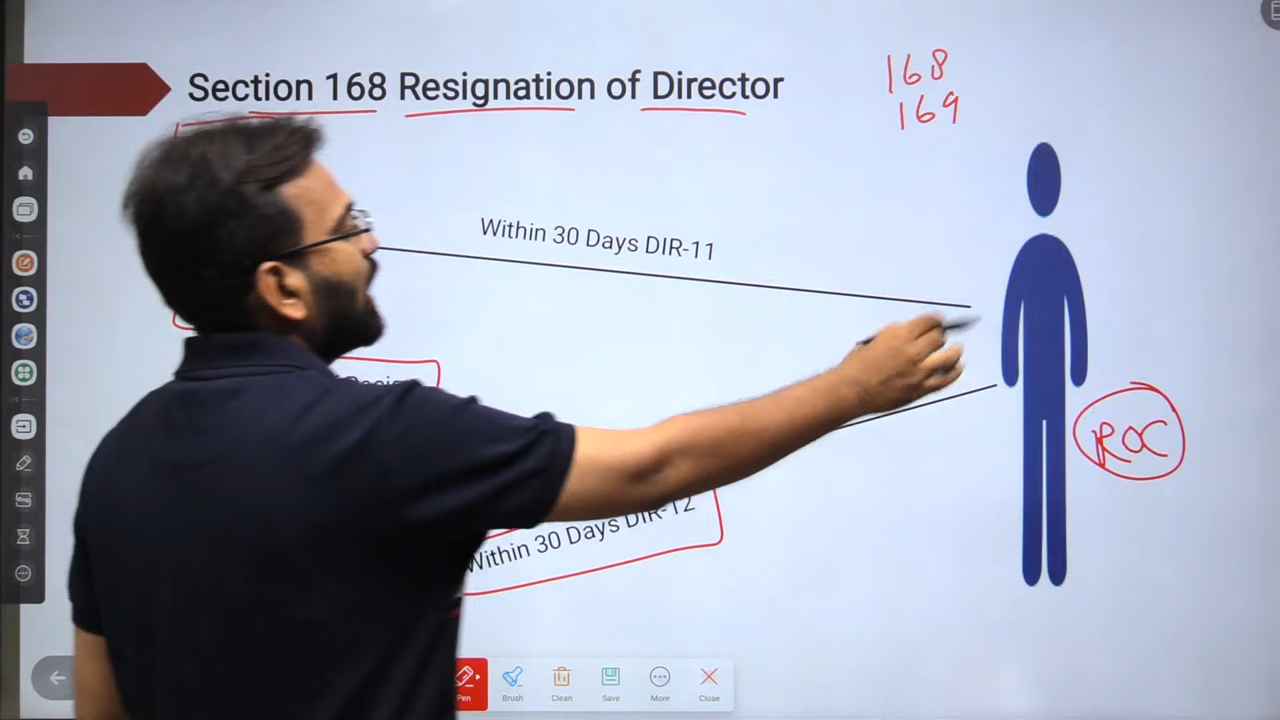 Section 168 Resignation of Director
168
169
Within 30 Days DIR-11
ROC
Within 30 Days DIR-12
Pen
Brush
Clean
Save
More
Close